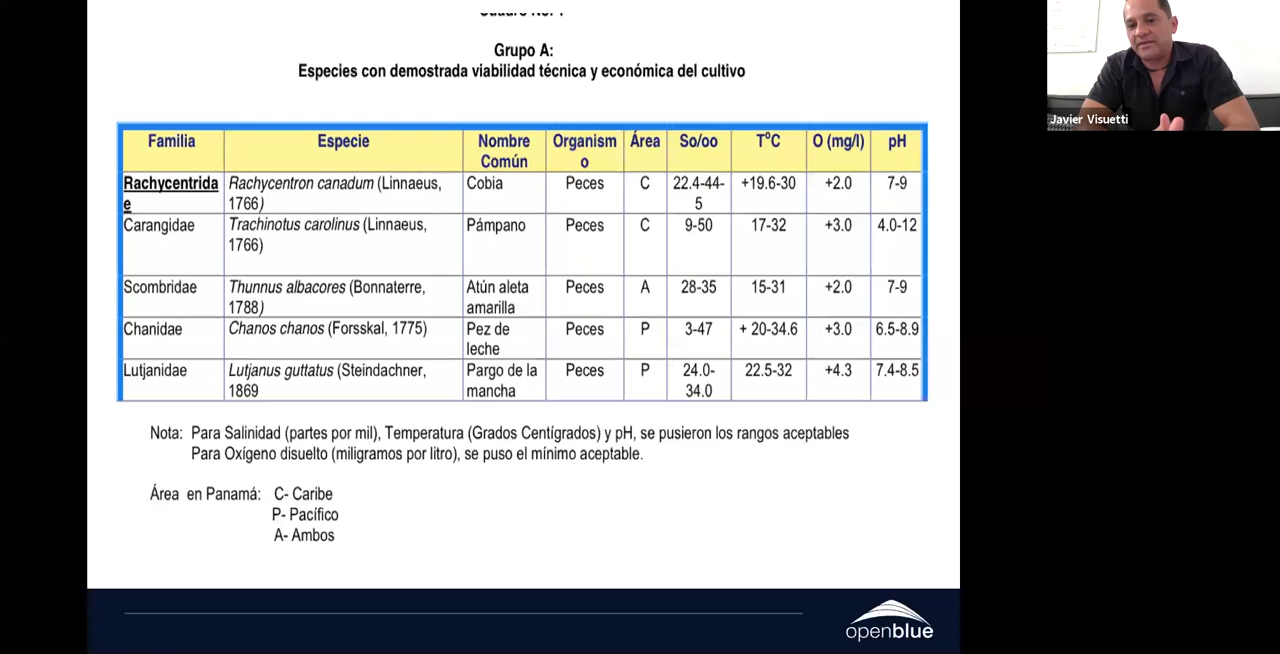 Cuadro No. 1
Grupo A:
Especies con demostrada viabilidad técnica y económica del cultivo
Familia Especie Nombre Común Organismo Área So/oo T°C O (mg/l) pH
Rachycentridae Rachycentron canadum (Linnaeus, 1766) Cobia Peces C 22.4-44-5 +19.6-30 +2.0 7-9
Carangidae Trachinotus carolinus (Linnaeus, 1766) Pámpano Peces C 9-50 17-32 +3.0 4.0-12
Scombridae Thunnus albacores (Bonnaterre, 1788) Atún aleta amarilla Peces A 28-35 15-31 +2.0 7-9
Chanidae Chanos chanos (Forsskal, 1775) Pez de leche Peces P 3-47 + 20-34.6 +3.0 6.5-8.9
Lutjanidae Lutjanus guttatus (Steindachner, 1869 Pargo de la mancha Peces P 24.0-34.0 22.5-32 +4.3 7.4-8.5
Nota: Para Salinidad (partes por mil), Temperatura (Grados Centígrados) y pH, se pusieron los rangos aceptables
Para Oxígeno disuelto (miligramos por litro), se puso el mínimo aceptable.
Área en Panamá: C- Caribe
P- Pacífico
A- Ambos
openblue
Javier Visuetti